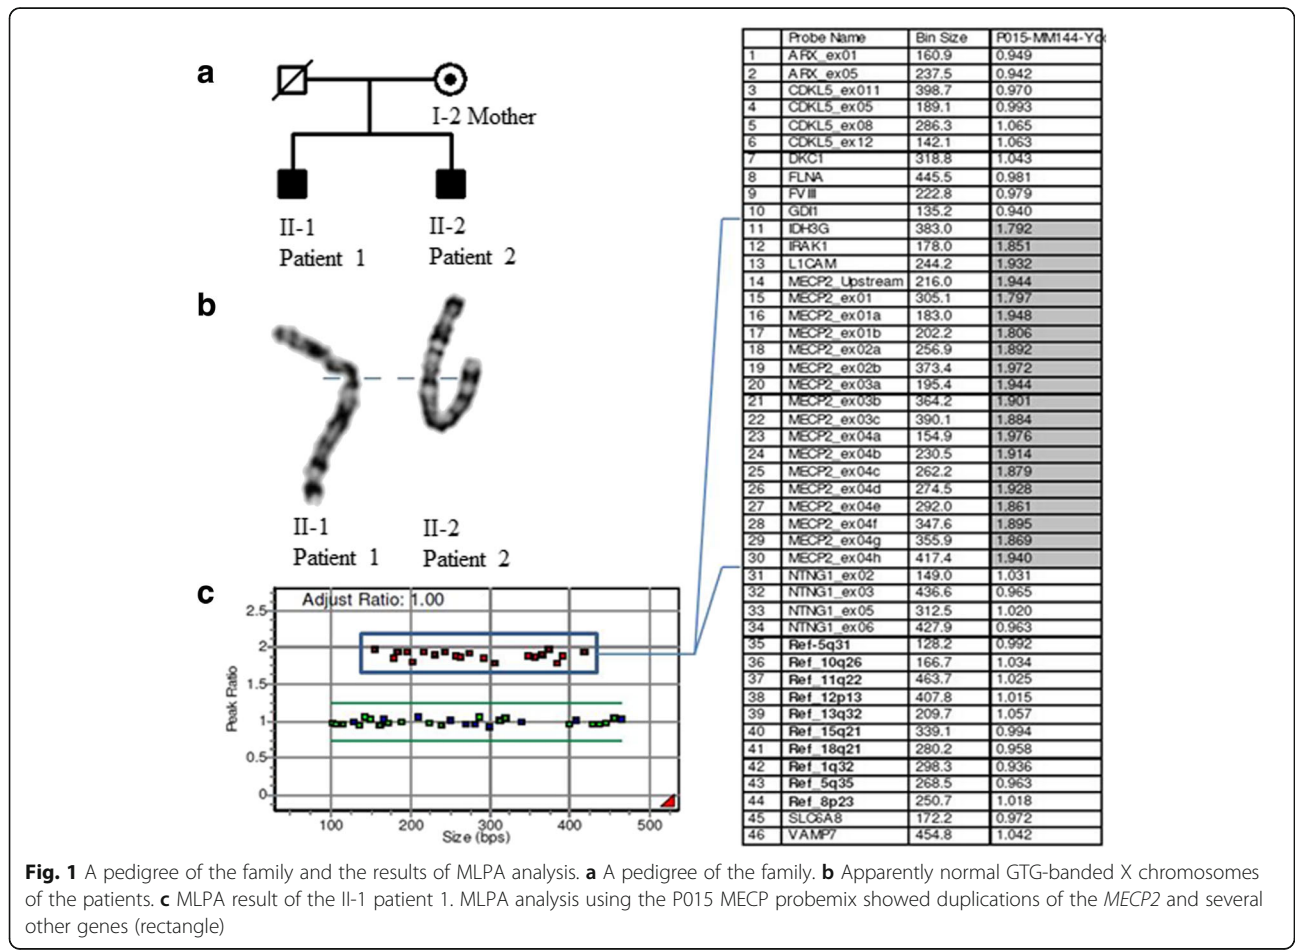 a
I-2 Mother
II-1
Patient 1
II-2
Patient 2
b
II-1
Patient 1
II-2
Patient 2
c
Adjust Ratio: 1.00
Peak Ratio
2.5
2
1.5
1
0.5
0
100 200 300 400 500
Size (bps)
Probe Name Bin Size P015-MM144-
1 ARX_ex01 160.9 0.949
2 ARX_ex05 237.5 0.942
3 CDKL5_ex011 398.7 0.970
4 CDKL5_ex05 189.1 0.993
5 CDKL5_ex08 286.3 1.065
6 CDKL5_ex12 142.1 1.063
7 DKC1 318.8 1.043
8 FLNA 445.5 0.981
9 FVIII 222.8 0.979
10 GDI1 135.2 0.940
11 IDH3G 383.0 1.792
12 IRAK1 178.0 1.851
13 L1CAM 244.2 1.932
14 MECP2_Upstream 216.0 1.944
15 MECP2_ex01 305.1 1.797
16 MECP2_ex01a 183.0 1.948
17 MECP2_ex01b 202.2 1.806
18 MECP2_ex02a 256.9 1.892
19 MECP2_ex02b 373.4 1.972
20 MECP2_ex03a 195.4 1.944
21 MECP2_ex03b 364.2 1.901
22 MECP2_ex03c 390.1 1.884
23 MECP2_ex04a 154.9 1.976
24 MECP2_ex04b 230.5 1.914
25 MECP2_ex04c 262.2 1.879
26 MECP2_ex04d 274.5 1.928
27 MECP2_ex04e 292.0 1.861
28 MECP2_ex04f 347.6 1.895
29 MECP2_ex04g 355.9 1.869
30 MECP2_ex04h 417.4 1.940
31 NTNG1_ex02 149.0 1.031
32 NTNG1_ex03 436.6 0.965
33 NTNG1_ex05 312.5 1.020
34 NTNG1_ex06 427.9 0.963
35 Ref-5q31 128.2 0.992
36 Ref_10q26 166.7 1.034
37 Ref_11q22 463.7 1.025
38 Ref_12p13 407.8 1.015
39 Ref_13q32 209.7 1.057
40 Ref_15q21 339.1 0.994
41 Ref_18q21 280.2 0.958
42 Ref_1q32 298.3 0.936
43 Ref_5q35 268.5 0.963
44 Ref_8p23 250.7 1.018
45 SLC6A8 172.2 0.972
46 VAMP7 454.8 1.042
Fig. 1 A pedigree of the family and the results of MLPA analysis. a A pedigree of the family. b Apparently normal GTG-banded X chromosomes
of the patients. c MLPA result of the II-1 patient 1. MLPA analysis using the P015 MECP probemix showed duplications of the MECP2 and several
other genes (rectangle)